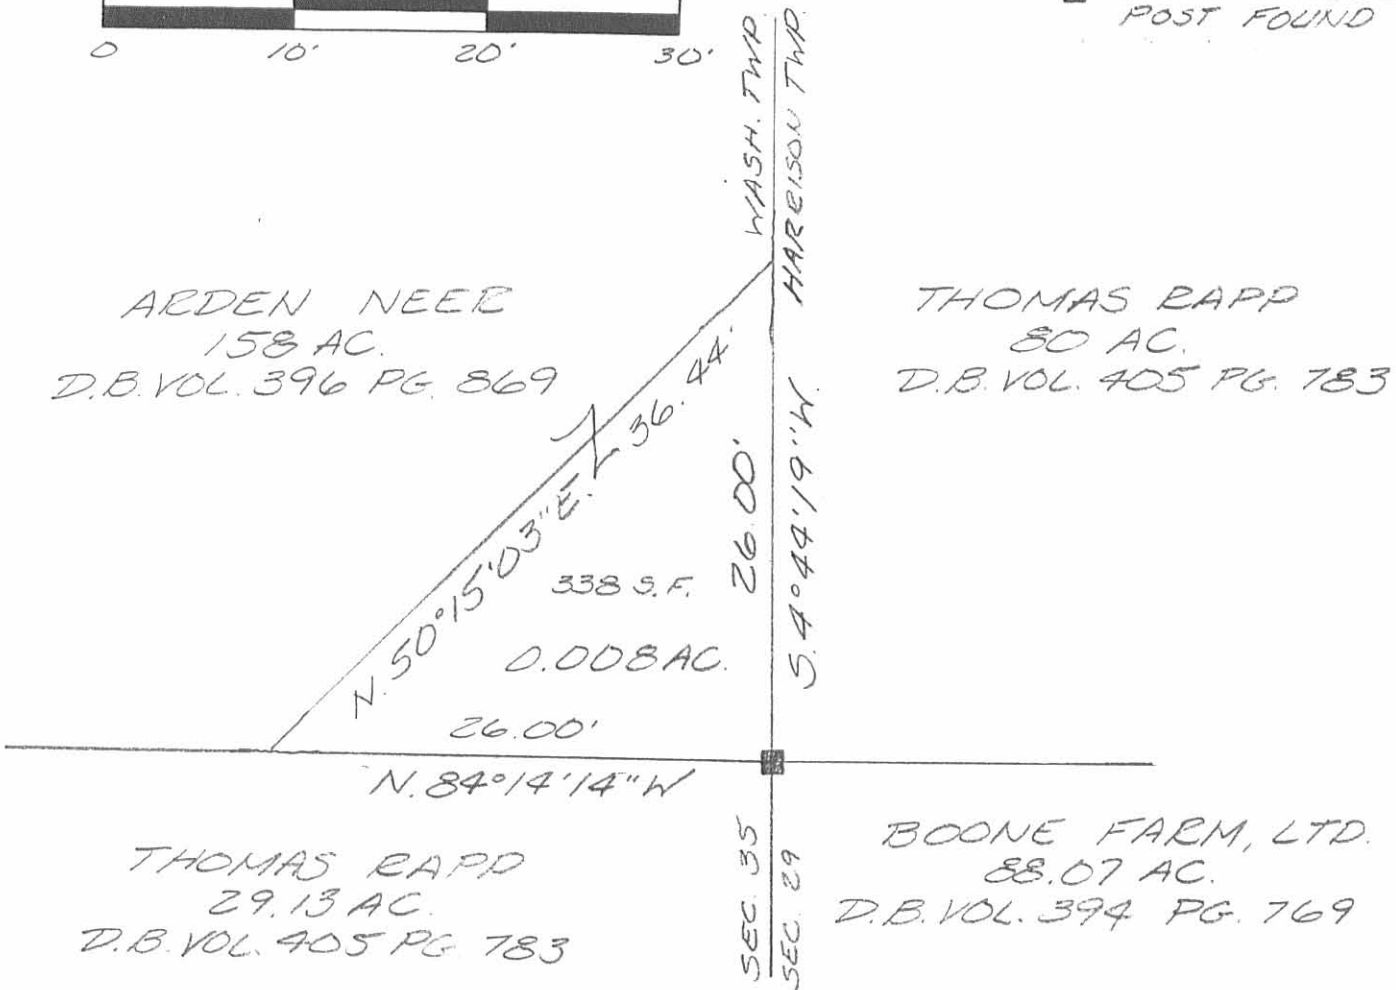 0 10' 20' 30'
POST FOUND
WASH. TWP.
HARRISON TWP.
ARDEN NEER
158 AC.
D.B. VOL. 396 PG. 869
THOMAS RAPP
80 AC.
D.B. VOL. 405 PG. 783
N. 50°15'03"E. 36.44'
26.00'
S. 4°44'19"W.
338 S.F.
0.008 AC.
26.00'
N. 84°14'14"W
THOMAS RAPP
29.13 AC.
D.B. VOL. 405 PG. 783
SEC. 35
SEC. 29
BOONE FARM, LTD.
88.07 AC.
D.B. VOL. 394 PG. 769